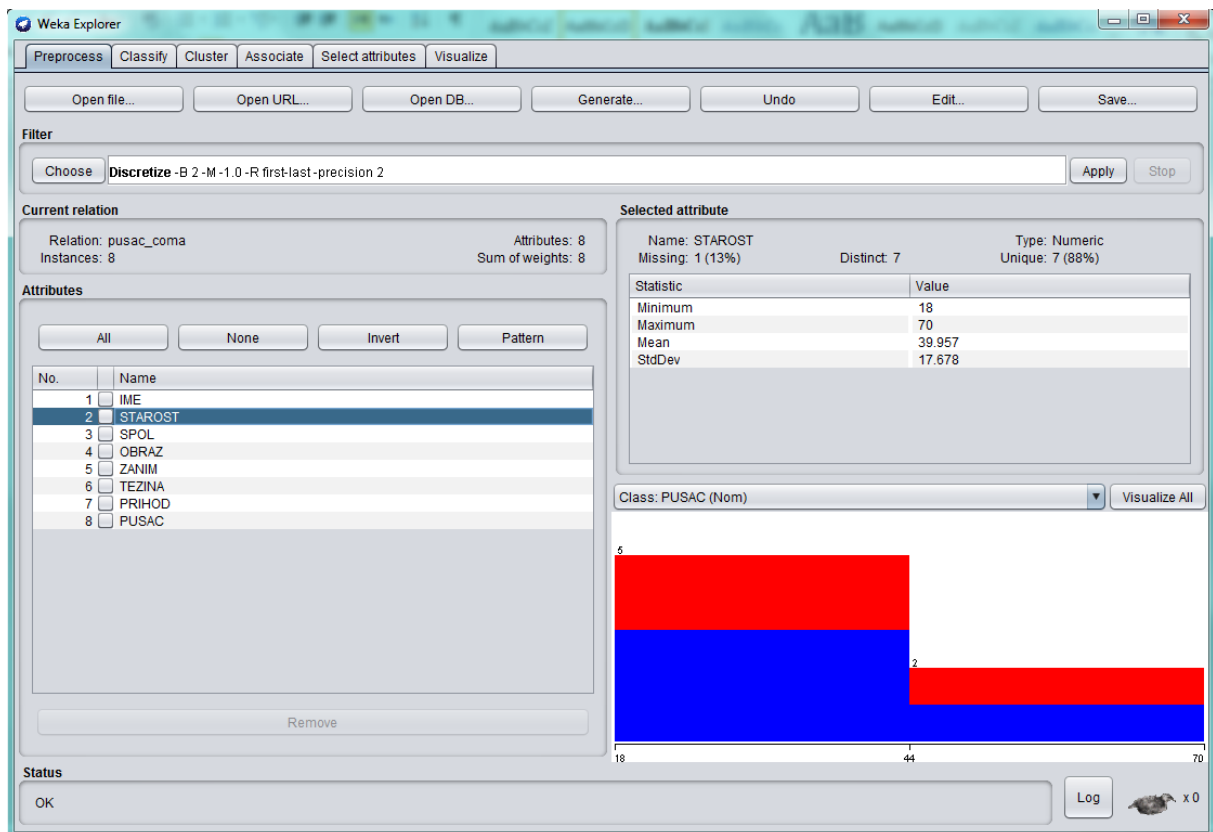 Weka Explorer
Preprocess Classify Cluster Associate Select attributes Visualize
Open file... Open URL... Open DB... Generate... Undo Edit... Save...
Filter
Choose Discretize -B 2 -M -1.0 -R first-last -precision 2 Apply Stop
Current relation
Relation: pusac_coma Attributes: 8
Instances: 8 Sum of weights: 8
Attributes
All None Invert Pattern
No. Name
1 IME
2 STAROST
3 SPOL
4 OBRAZ
5 ZANIM
6 TEZINA
7 PRIHOD
8 PUSAC
Remove
Selected attribute
Name: STAROST Type: Numeric
Missing: 1 (13%) Distinct: 7 Unique: 7 (88%)
Statistic Value
Minimum 18
Maximum 70
Mean 39.957
StdDev 17.678
Class: PUSAC (Nom) Visualize All
5
2
18 44 70
Status
OK Log x 0